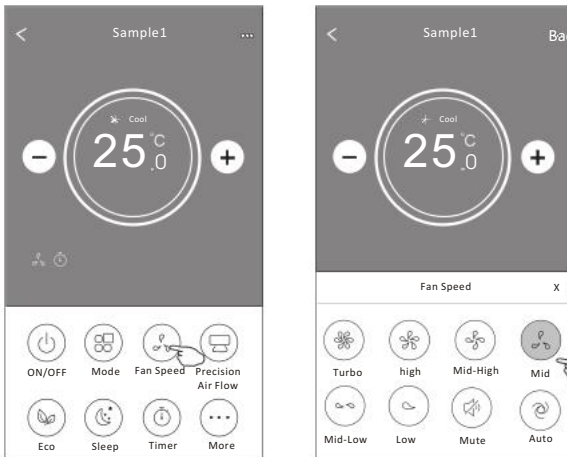 Sample1
Cool
25.0°C
ON/OFF
Mode
Fan Speed
Precision
Air Flow
Eco
Sleep
Timer
More
Sample1
Cool
25.0°C
Fan Speed
X
Turbo
high
Mid-High
Mid
Mid-Low
Low
Mute
Auto